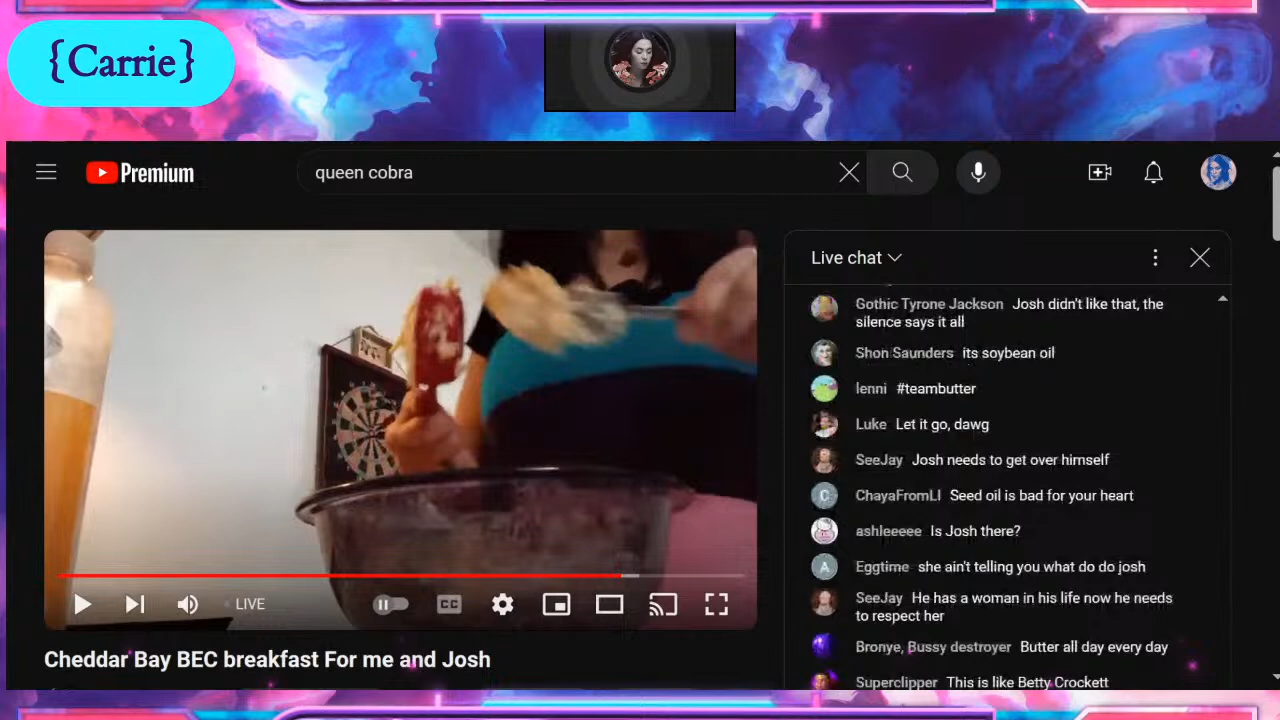 {Carrie}
Premium
queen cobra
Live chat
Gothic Tyrone Jackson Josh didn't like that, the
silence says it all
Shon Saunders its soybean oil
lenni #teambutter
Luke Let it go, dawg
SeeJay Josh needs to get over himself
C ChayaFromLI Seed oil is bad for your heart
ashleeeee Is Josh there?
A Eggtime she ain't telling you what do do josh
SeeJay He has a woman in his life now he needs
to respect her
Bronye, Bussy destroyer Butter all day every day
Superclipper This is like Betty Crockett
LIVE
CC
Cheddar Bay BEC breakfast For me and Josh